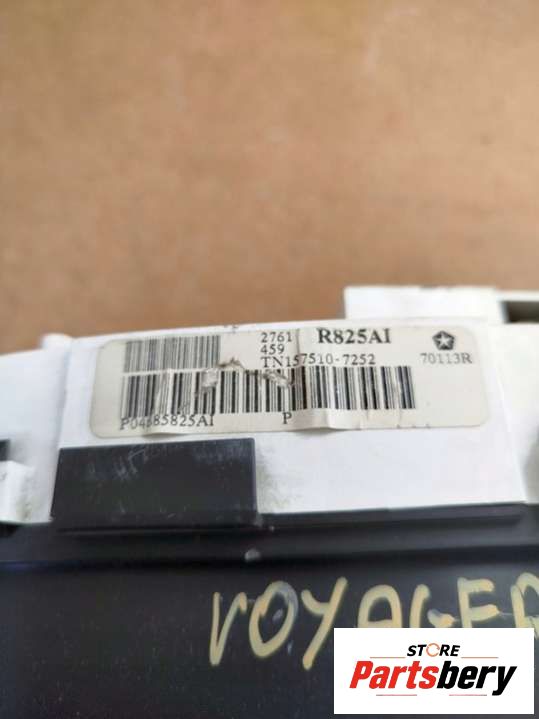 2761 R825AI
459
TN157510-7252 70113R
P04685825AI P
VOYAGER
STORE
Partsbery